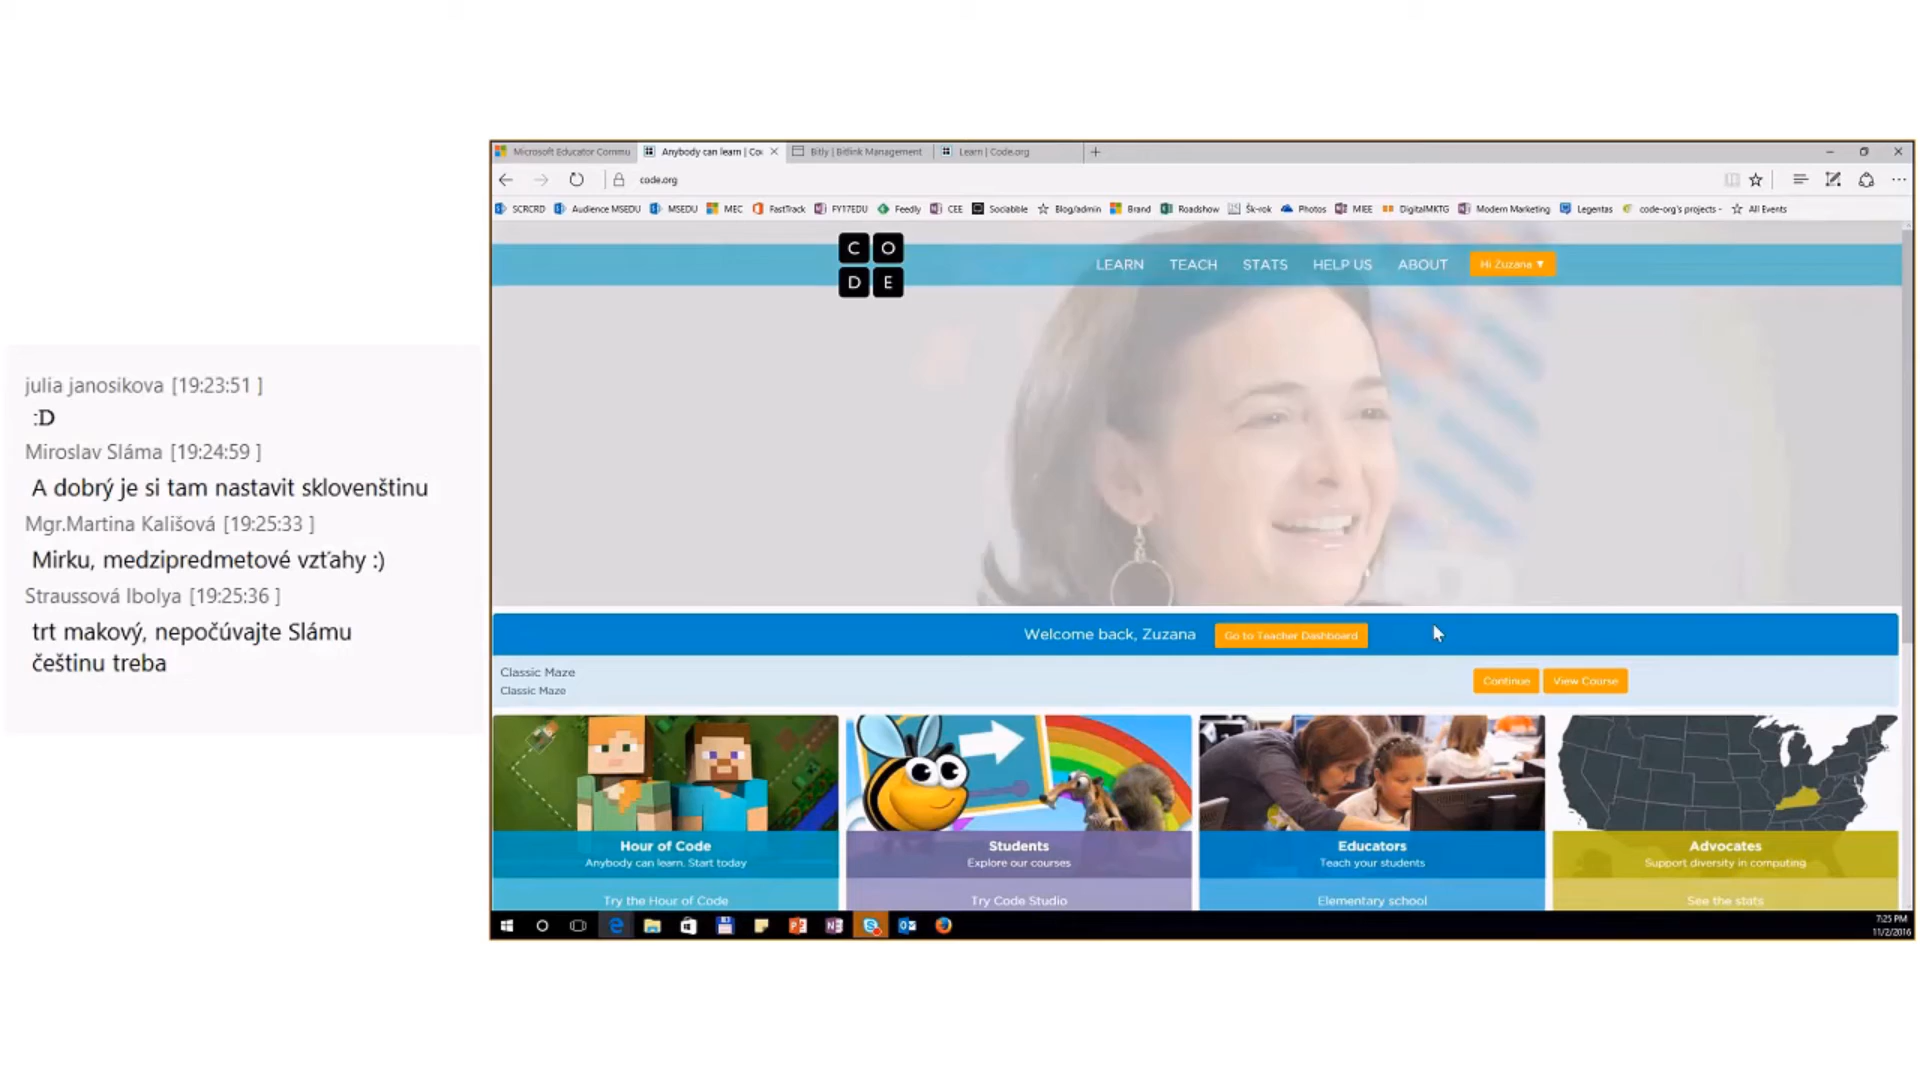 julia janosikova [19:23:51 ]
:D
Miroslav Sláma [19:24:59 ]
A dobrý je si tam nastavit sklovenštinu
Mgr.Martina Kališová [19:25:33 ]
Mirku, medzipredmetové vzťahy :)
Straussová Ibolya [19:25:36 ]
trt makový, nepočúvajte Slámu
češtinu treba
Microsoft Educator Commu
Anybody can learn | Co
Bitly | Bitlink Management
Learn | Code.org
code.org
SCRCRD Audience MSEDU MSEDU MEC FastTrack FY17EDU Feedly CEE Sociabble Blog/admin Brand Roadshow Šk-rok Photos MIEE DigitalMKTG Modern Marketing Legentas code-org's projects - All Events
C O
D E
LEARN TEACH STATS HELP US ABOUT Hi Zuzana ▼
Welcome back, Zuzana Go to Teacher Dashboard
Classic Maze
Classic Maze
Continue View Course
Hour of Code
Anybody can learn. Start today
Try the Hour of Code
Students
Explore our courses
Try Code Studio
Educators
Teach your students
Elementary school
Advocates
Support diversity in computing
See the stats
7:25 PM
11/2/2016